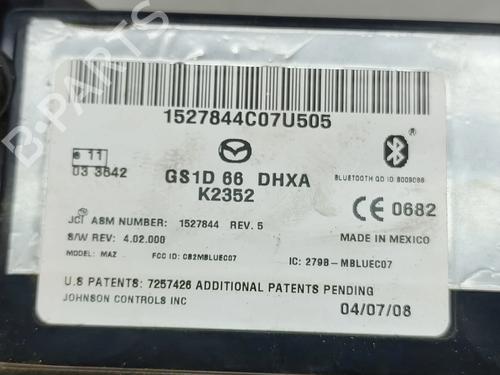 1527844C07U505
e 11
03 3642
GS1D 66 DHXA
K2352
BLUETOOTH QD ID B009086
CE 0682
JCI ASM NUMBER: 1527844 REV. 5
S/W REV: 4.02.000
MADE IN MEXICO
MODEL: MAZ
FCC ID: CB2MBLUEC07
IC: 279B-MBLUEC07
U.S PATENTS: 7257426 ADDITIONAL PATENTS PENDING
JOHNSON CONTROLS INC
04/07/08
B-PARTS